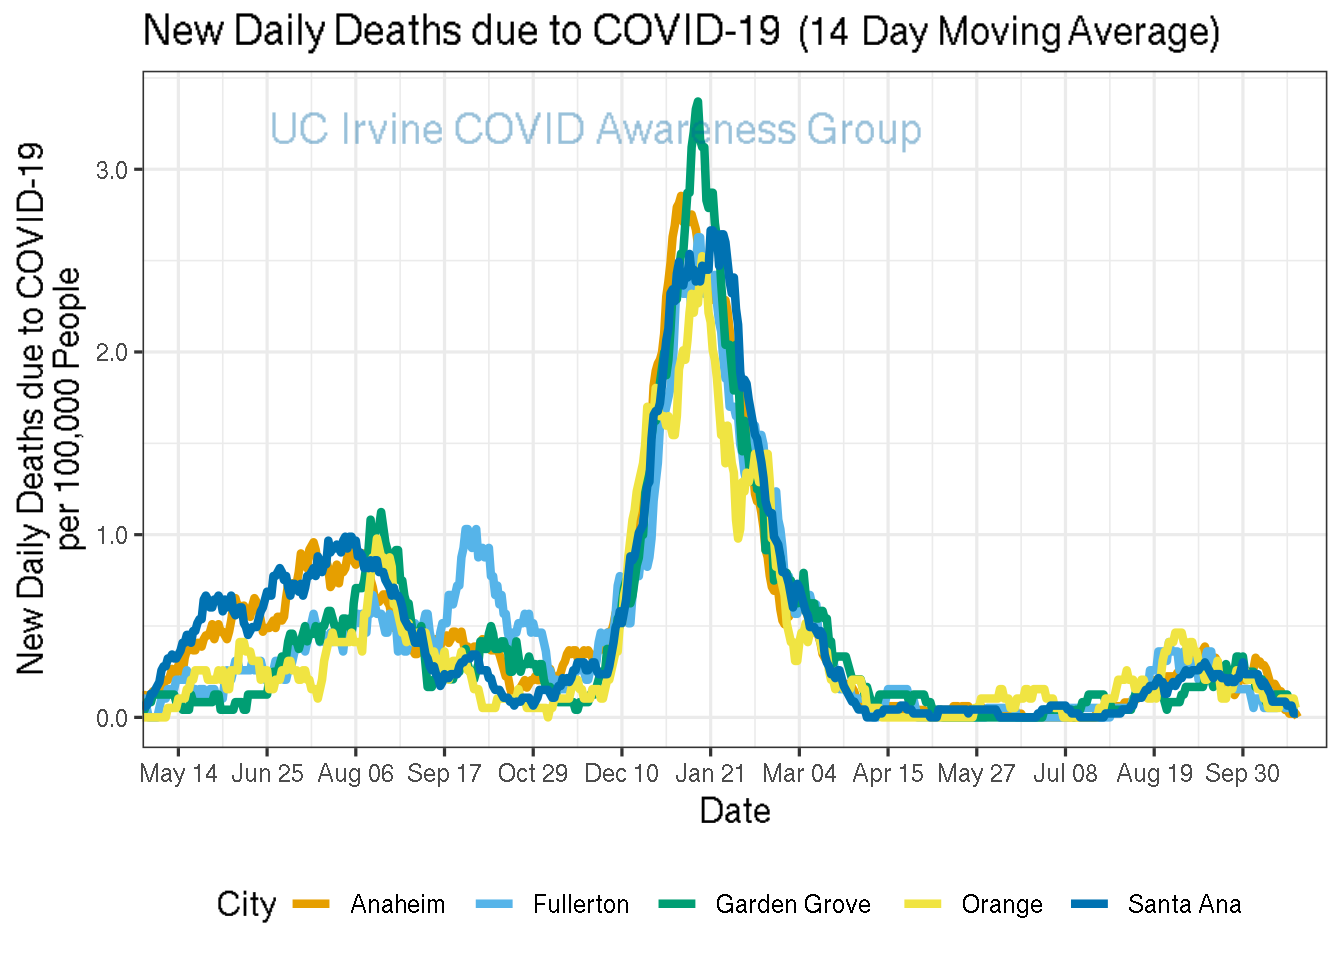 New Daily Deaths due to COVID-19 (14 Day Moving Average)
UC Irvine COVID Awareness Group
New Daily Deaths due to COVID-19
per 100,000 People
3.0
2.0
1.0
0.0
May 14 Jun 25 Aug 06 Sep 17 Oct 29 Dec 10 Jan 21 Mar 04 Apr 15 May 27 Jul 08 Aug 19 Sep 30
Date
City Anaheim Fullerton Garden Grove Orange Santa Ana